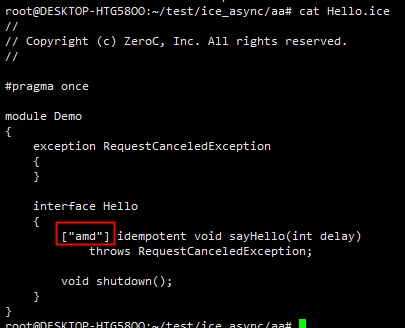 root@DESKTOP-HTG58OO:~/test/ice_async/aa# cat Hello.ice
//
// Copyright (c) ZeroC, Inc. All rights reserved.
//
#pragma once
module Demo
{
exception RequestCanceledException
{
}
interface Hello
{
["amd"] idempotent void sayHello(int delay)
throws RequestCanceledException;
void shutdown();
}
}
root@DESKTOP-HTG58OO:~/test/ice_async/aa#